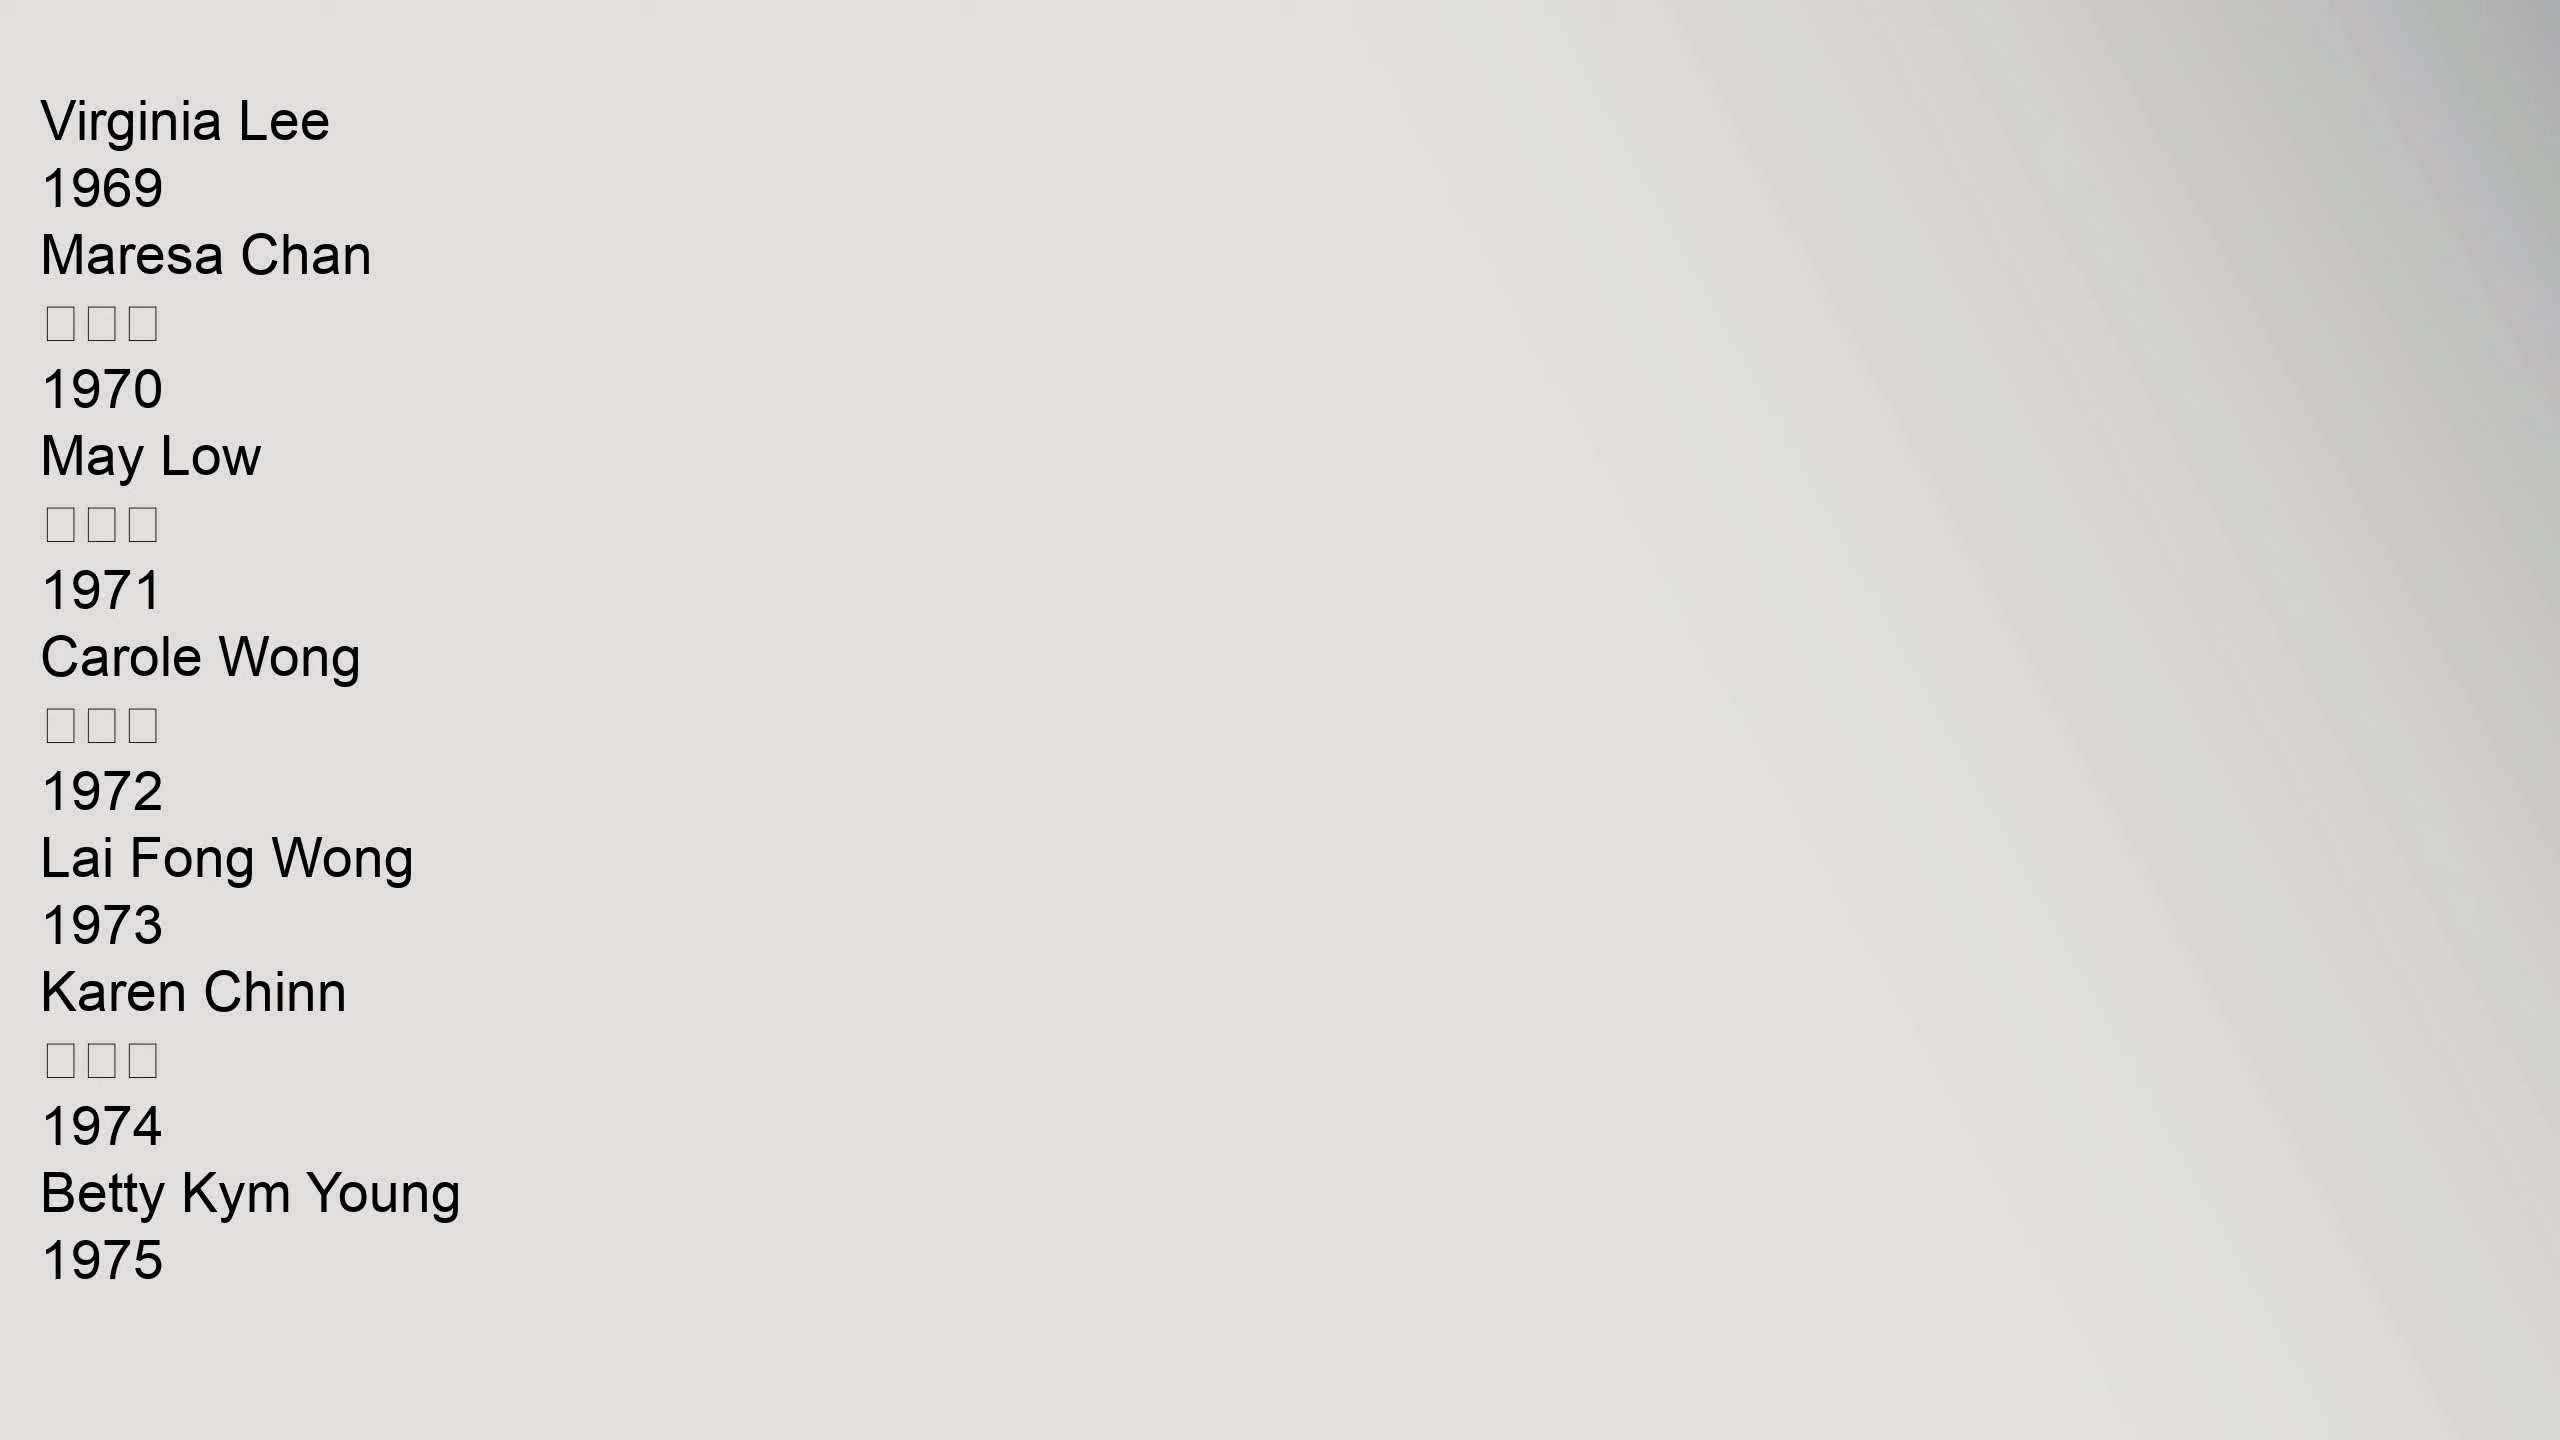 Virginia Lee
1969
Maresa Chan
1970
May Low
1971
Carole Wong
1972
Lai Fong Wong
1973
Karen Chinn
1974
Betty Kym Young
1975